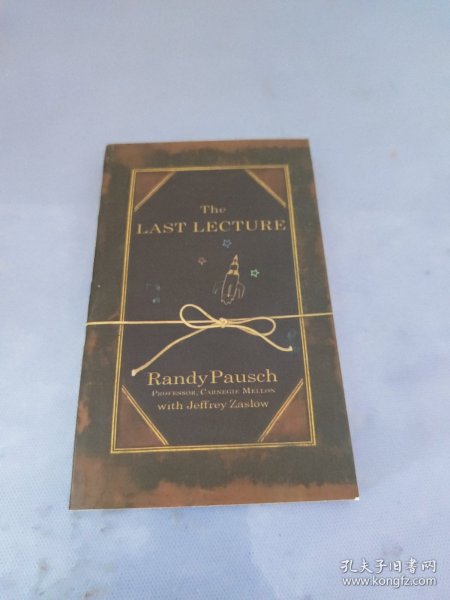 The
LAST LECTURE
Randy Pausch
PROFESSOR, CARNEGIE MELLON
with Jeffrey Zaslow
孔夫子旧书网
www.kongfz.com